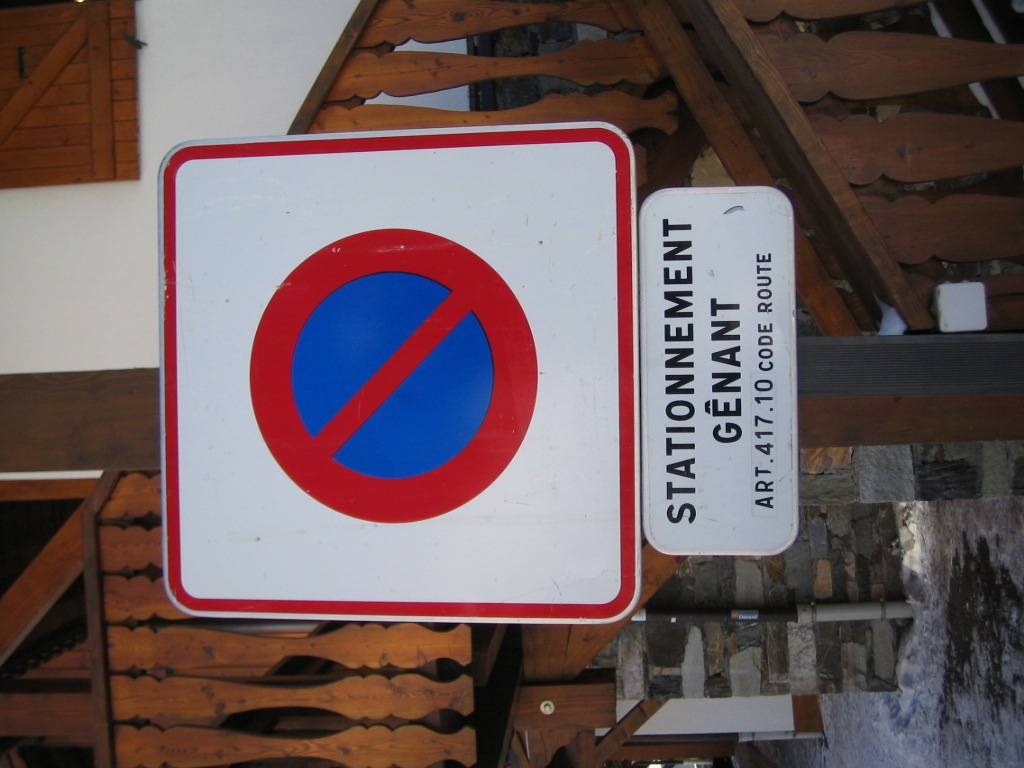 STATIONNEMENT
GÊNANT
ART.417.10 CODE ROUTE